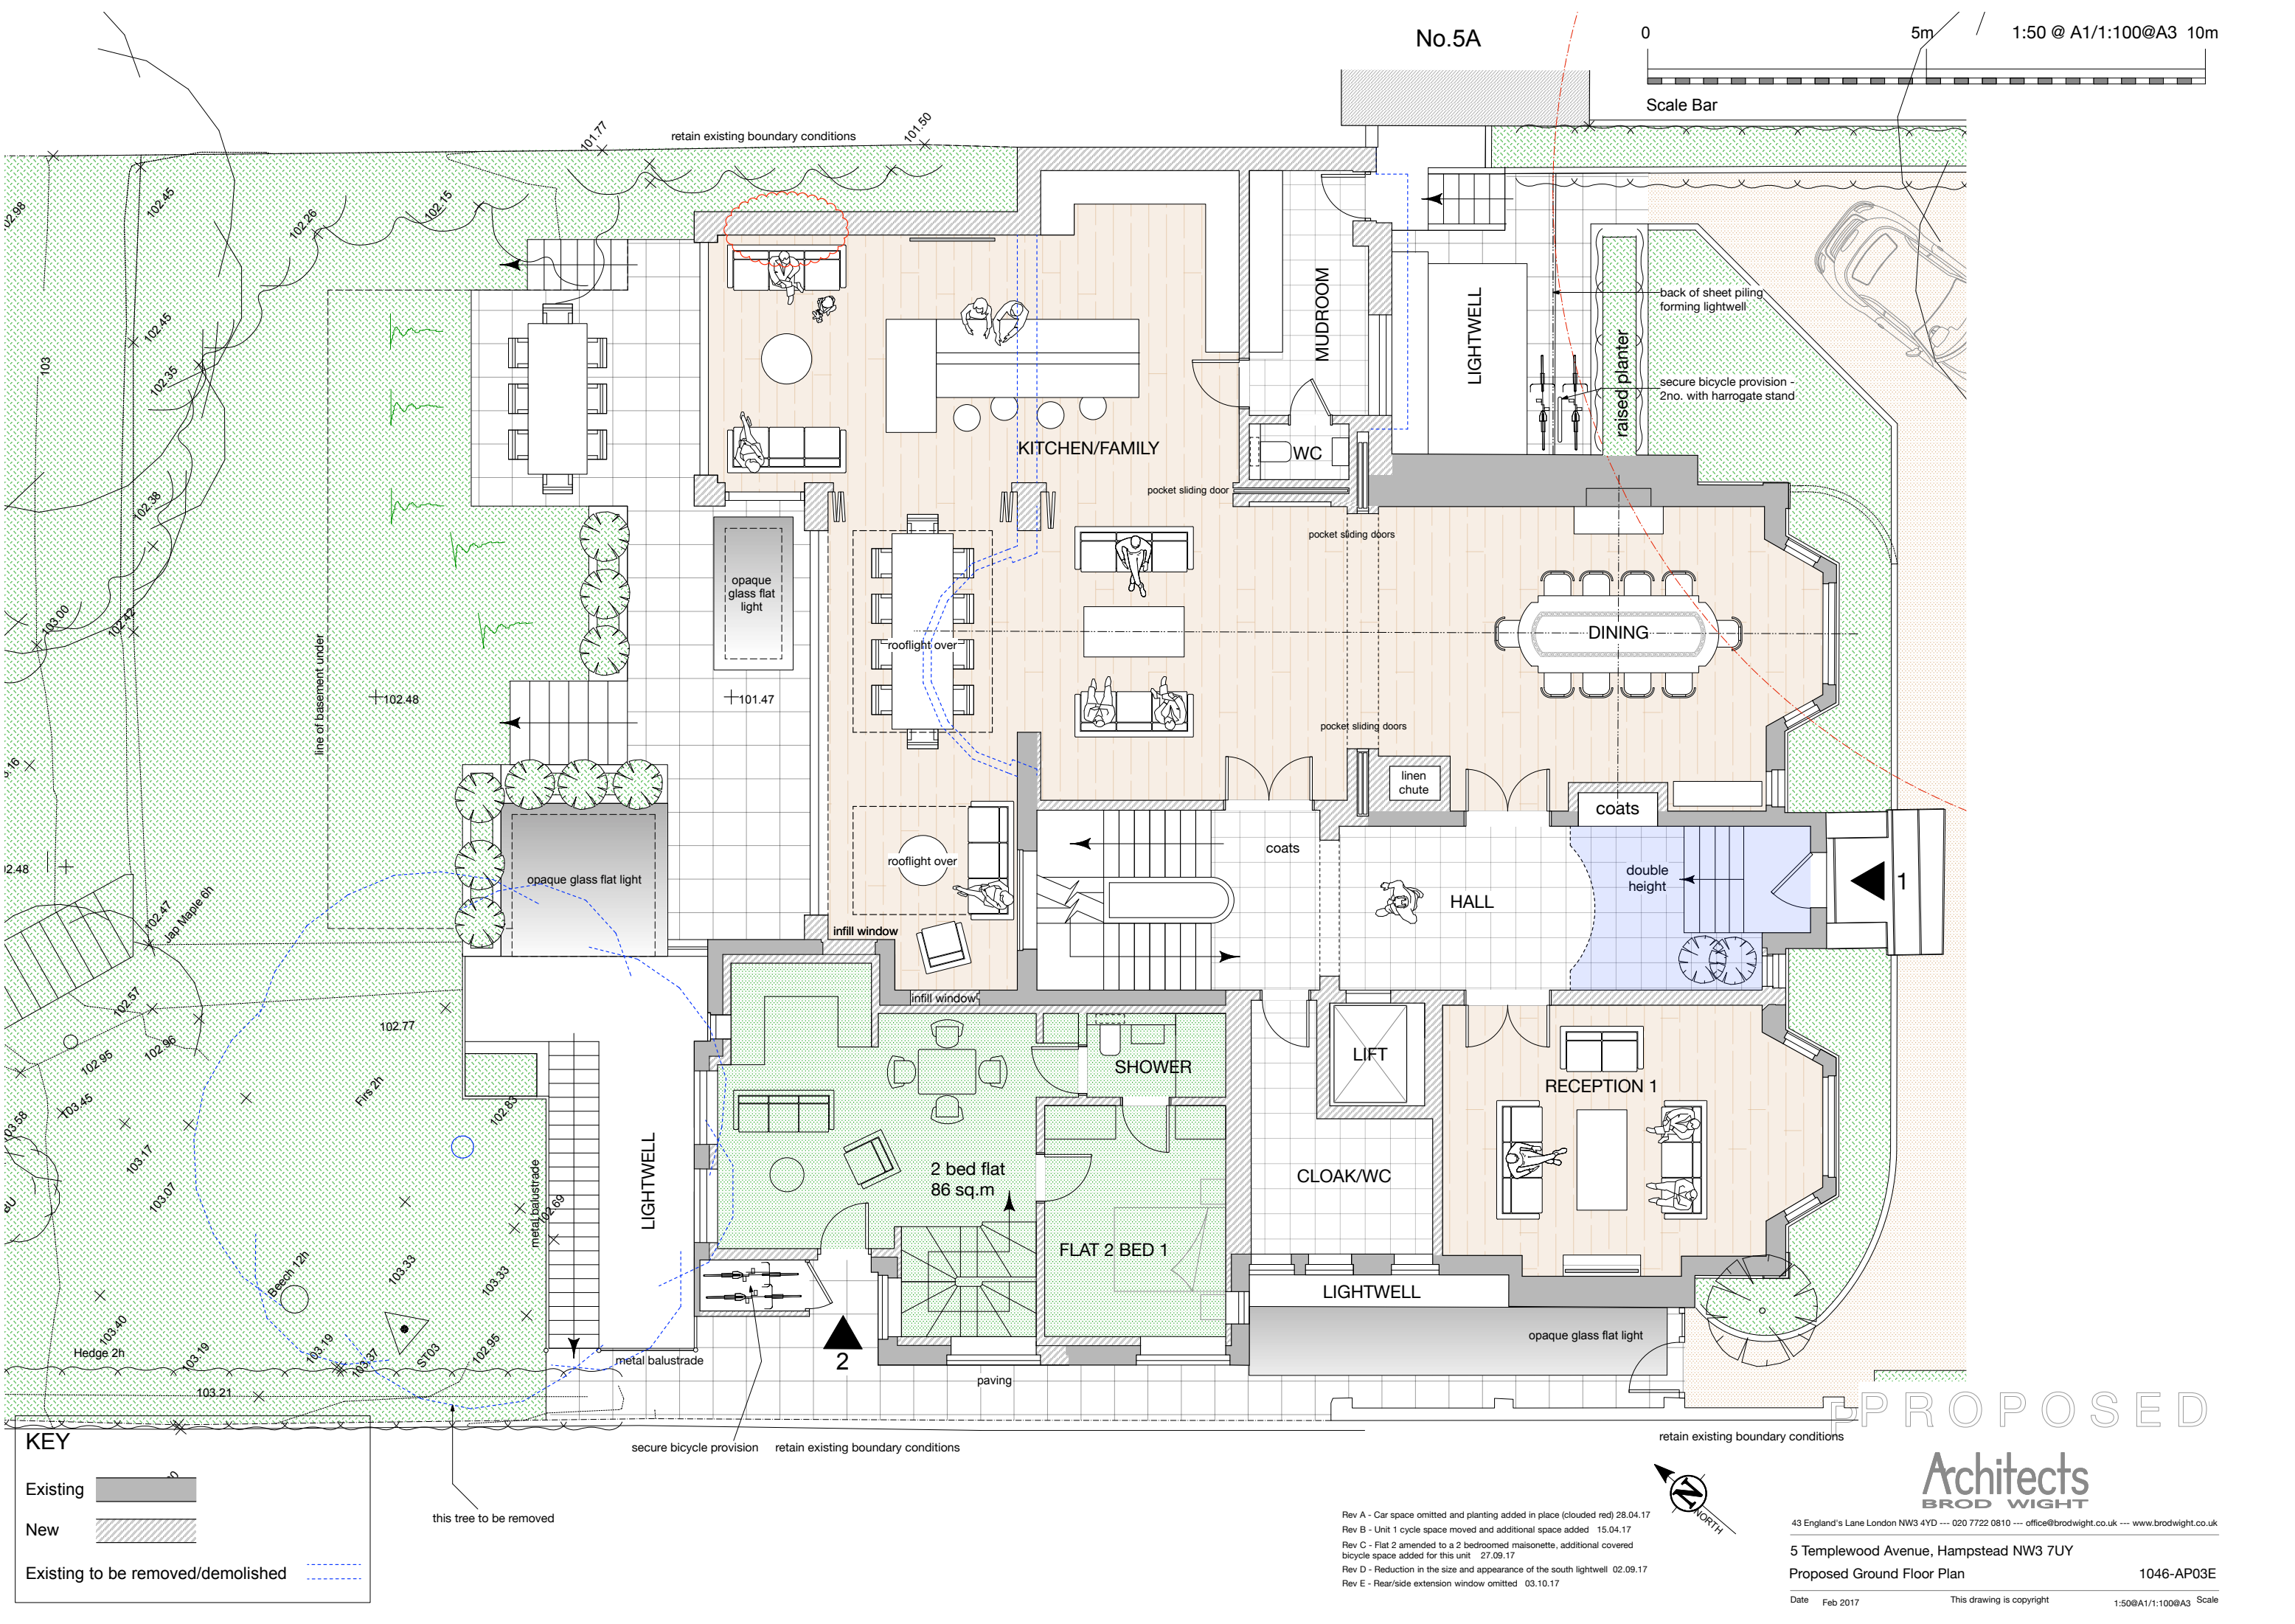 No.5A
0
5m
1:50 @ A1/1:100@A3 10m
Scale Bar
retain existing boundary conditions
101.77
101.50
102.98
102.45
102.26
102.15
102.45
103
102.35
102.38
103.00
102.42
line of basement under
102.48
101.47
MUDROOM
LIGHTWELL
back of sheet piling
forming lightwell
raised planter
secure bicycle provision -
2no. with harrogate stand
KITCHEN/FAMILY
WC
pocket sliding door
pocket sliding doors
opaque
glass flat
light
rooflight over
DINING
pocket sliding doors
linen
chute
coats
coats
rooflight over
double
height
HALL
1
opaque glass flat light
infill window
infill window
102.48
102.47
Jap Maple 6h
102.57
102.77
102.95
102.96
103.45
103.58
Firs 2h
102.83
103.17
103.07
BU
metal balustrade
102.69
LIGHTWELL
SHOWER
LIFT
RECEPTION 1
2 bed flat
86 sq.m
CLOAK/WC
FLAT 2 BED 1
LIGHTWELL
opaque glass flat light
Beech 12h
103.33
103.33
103.40
Hedge 2h
103.19
103.19
103.37
ST03
102.95
103.21
metal balustrade
2
paving
secure bicycle provision
retain existing boundary conditions
retain existing boundary conditions
this tree to be removed
KEY
Existing
New
Existing to be removed/demolished
PROPOSED
N
NORTH
Rev A - Car space omitted and planting added in place (clouded red) 28.04.17
Rev B - Unit 1 cycle space moved and additional space added 15.04.17
Rev C - Flat 2 amended to a 2 bedroomed maisonette, additional covered
bicycle space added for this unit 27.09.17
Rev D - Reduction in the size and appearance of the south lightwell 02.09.17
Rev E - Rear/side extension window omitted 03.10.17
Architects
BROD WIGHT
43 England's Lane London NW3 4YD --- 020 7722 0810 --- office@brodwight.co.uk --- www.brodwight.co.uk
5 Templewood Avenue, Hampstead NW3 7UY
Proposed Ground Floor Plan
1046-AP03E
Date Feb 2017
This drawing is copyright
1:50@A1/1:100@A3 Scale